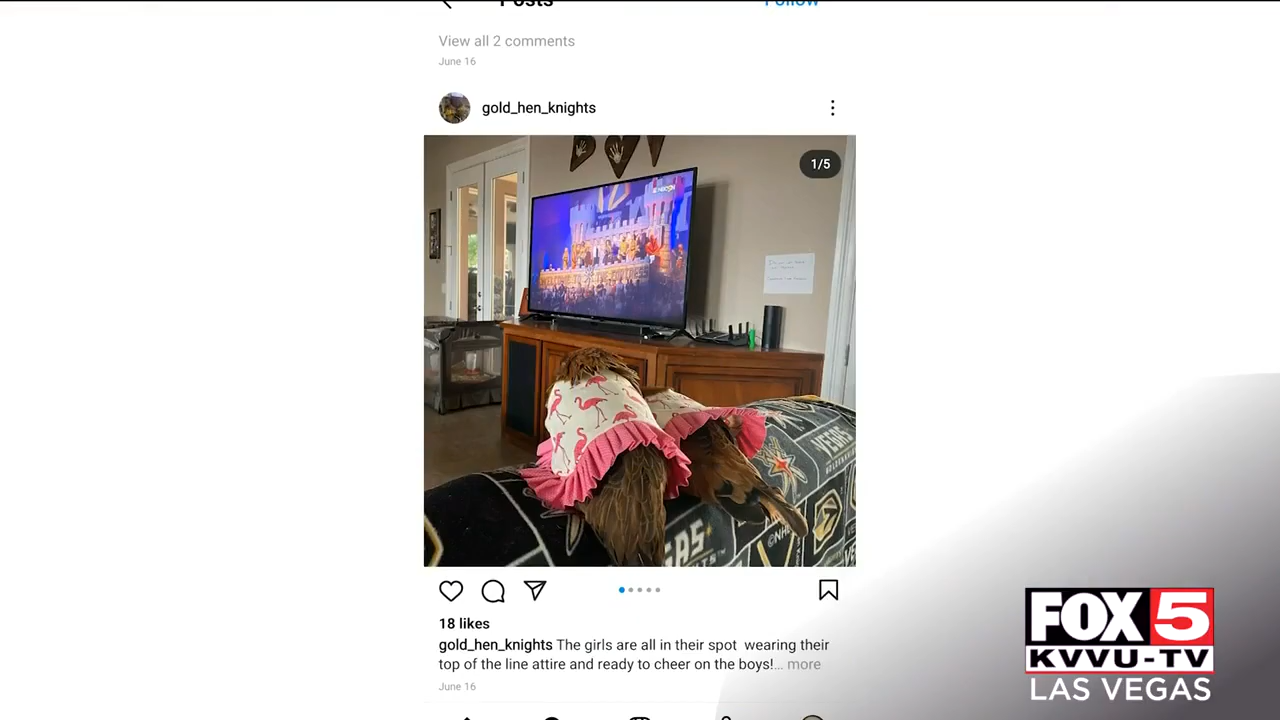 Posts
Follow
View all 2 comments
June 16
gold_hen_knights
1/5
18 likes
gold_hen_knights The girls are all in their spot wearing their
top of the line attire and ready to cheer on the boys!... more
June 16
VEGAS
©NHL
FOX 5
KVVU-TV
LAS VEGAS